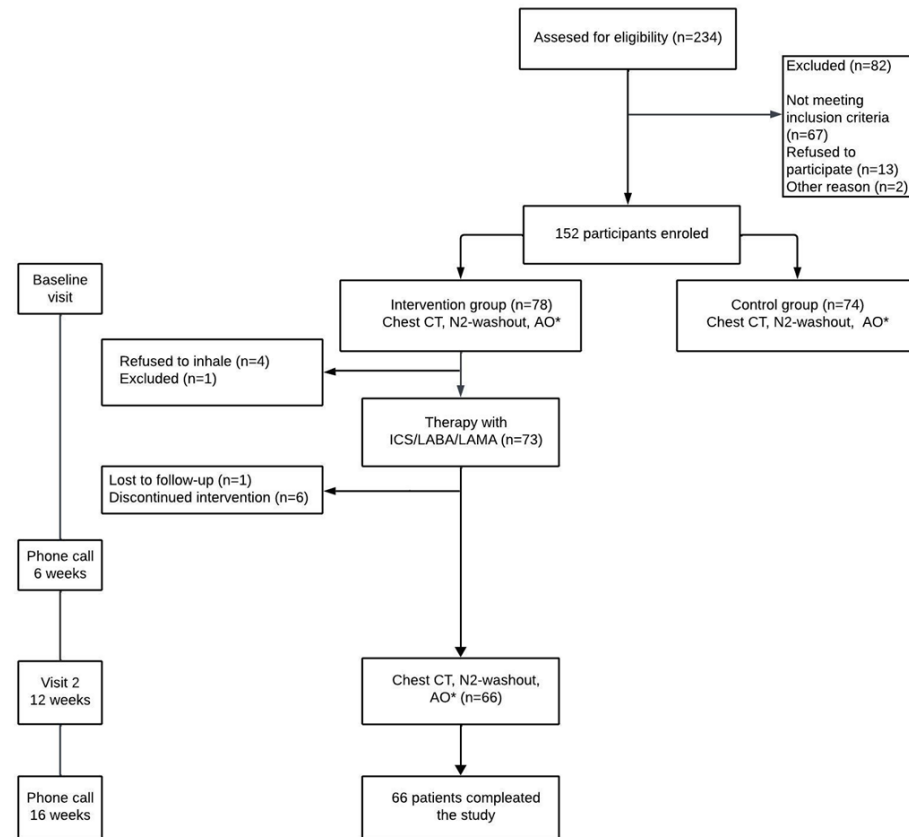 Assesed for eligibility (n=234)
Excluded (n=82)
Not meeting
inclusion criteria
(n=67)
Refused to
participate (n=13)
Other reason (n=2)
152 participants enroled
Baseline
visit
Intervention group (n=78)
Chest CT, N2-washout, AO*
Control group (n=74)
Chest CT, N2-washout, AO*
Refused to inhale (n=4)
Excluded (n=1)
Therapy with
ICS/LABA/LAMA (n=73)
Lost to follow-up (n=1)
Discontinued intervention (n=6)
Phone call
6 weeks
Visit 2
12 weeks
Chest CT, N2-washout,
AO* (n=66)
Phone call
16 weeks
66 patients compleated
the study